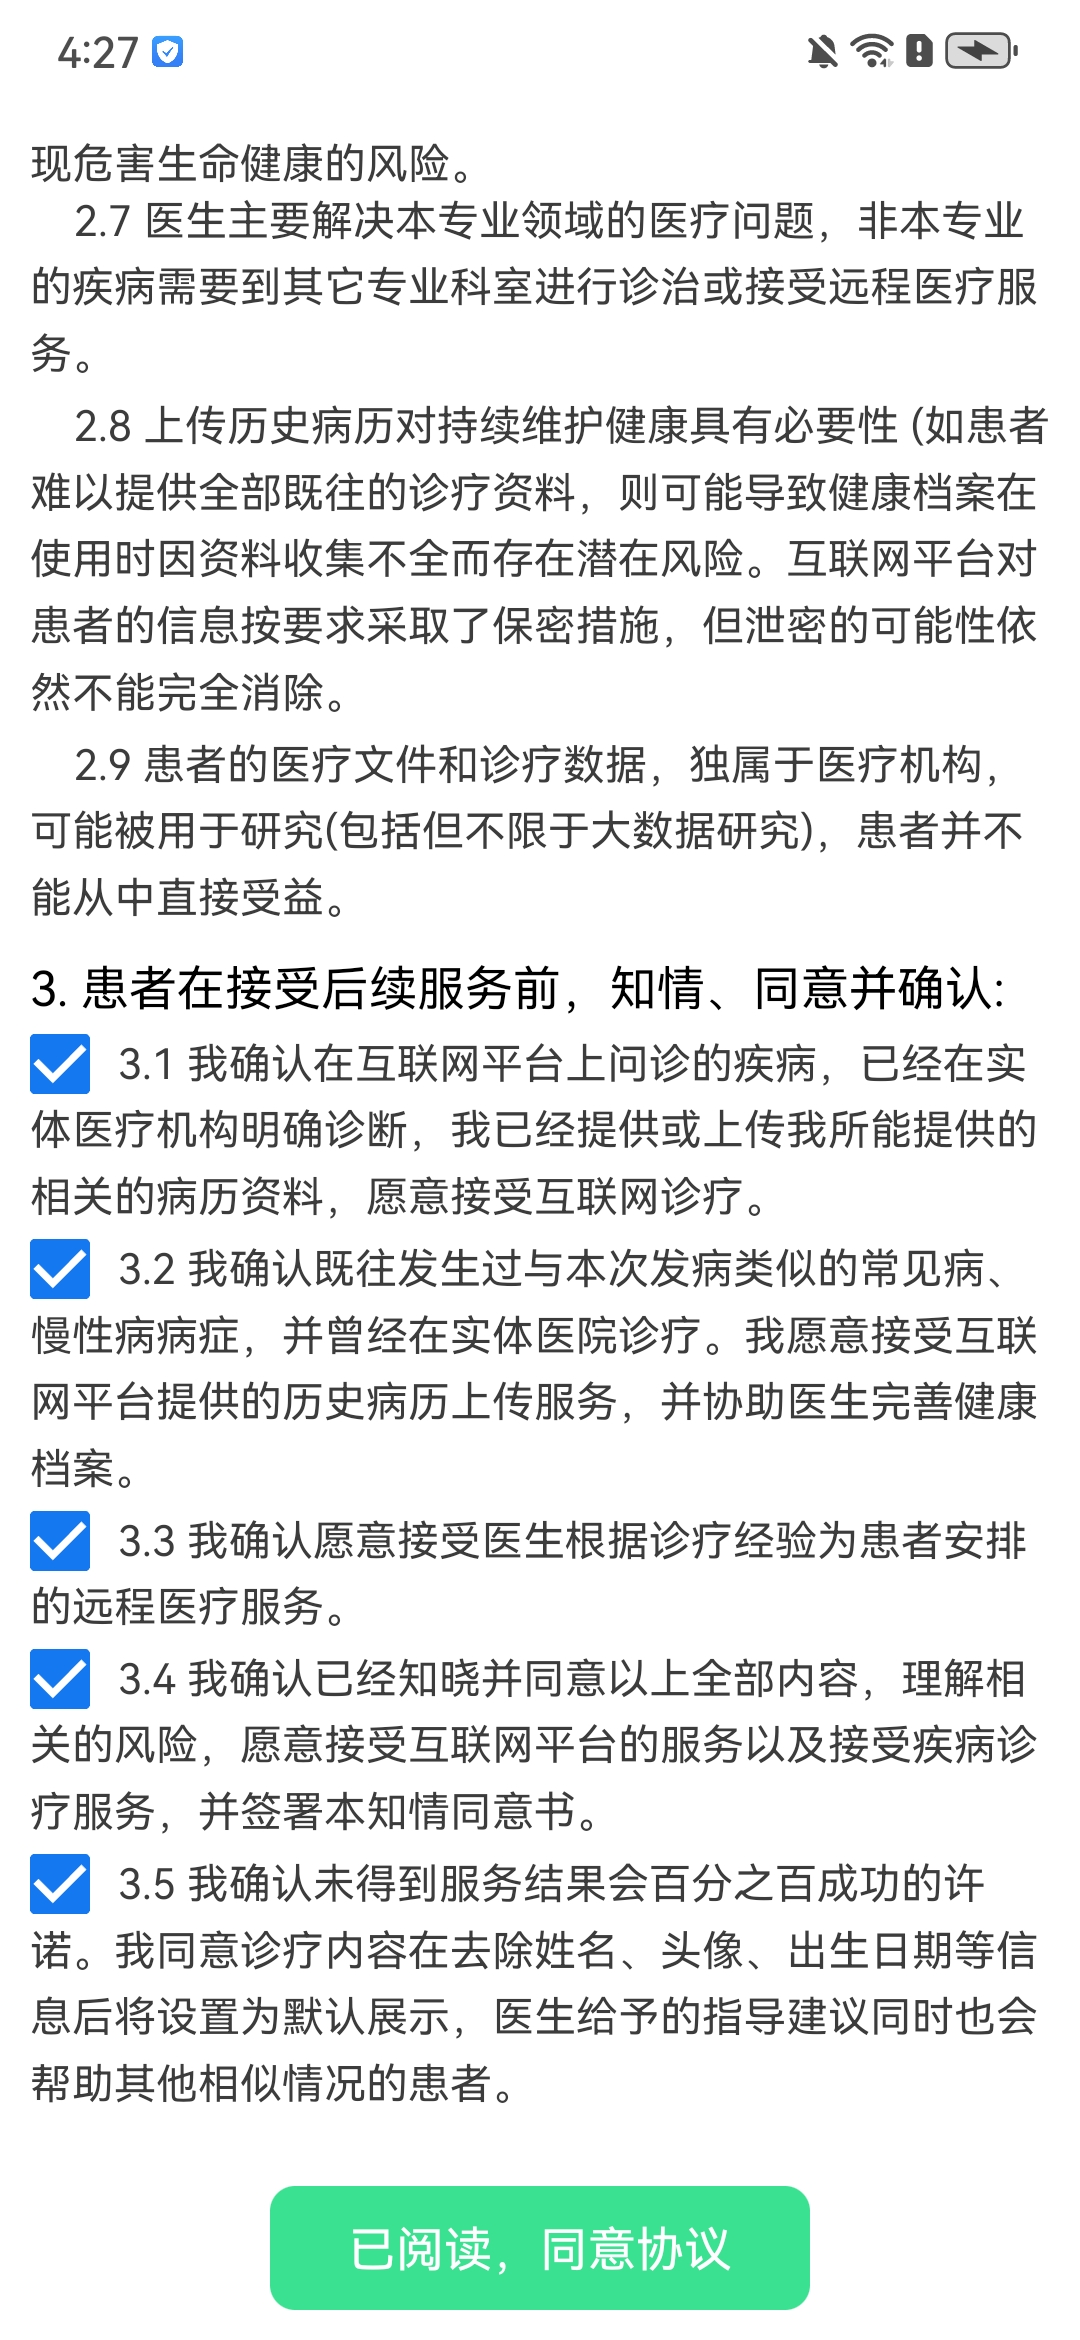 4:27
现危害生命健康的风险。
2.7 医生主要解决本专业领域的医疗问题，非本专业
的疾病需要到其它专业科室进行诊治或接受远程医疗服
务。
2.8 上传历史病历对持续维护健康具有必要性 (如患者
难以提供全部既往的诊疗资料，则可能导致健康档案在
使用时因资料收集不全而存在潜在风险。互联网平台对
患者的信息按要求采取了保密措施，但泄密的可能性依
然不能完全消除。
2.9 患者的医疗文件和诊疗数据，独属于医疗机构，
可能被用于研究(包括但不限于大数据研究)，患者并不
能从中直接受益。
3. 患者在接受后续服务前，知情、同意并确认:
3.1 我确认在互联网平台上问诊的疾病，已经在实
体医疗机构明确诊断，我已经提供或上传我所能提供的
相关的病历资料，愿意接受互联网诊疗。
3.2 我确认既往发生过与本次发病类似的常见病、
慢性病病症，并曾经在实体医院诊疗。我愿意接受互联
网平台提供的历史病历上传服务，并协助医生完善健康
档案。
3.3 我确认愿意接受医生根据诊疗经验为患者安排
的远程医疗服务。
3.4 我确认已经知晓并同意以上全部内容，理解相
关的风险，愿意接受互联网平台的服务以及接受疾病诊
疗服务，并签署本知情同意书。
3.5 我确认未得到服务结果会百分之百成功的许
诺。我同意诊疗内容在去除姓名、头像、出生日期等信
息后将设置为默认展示，医生给予的指导建议同时也会
帮助其他相似情况的患者。
已阅读，同意协议